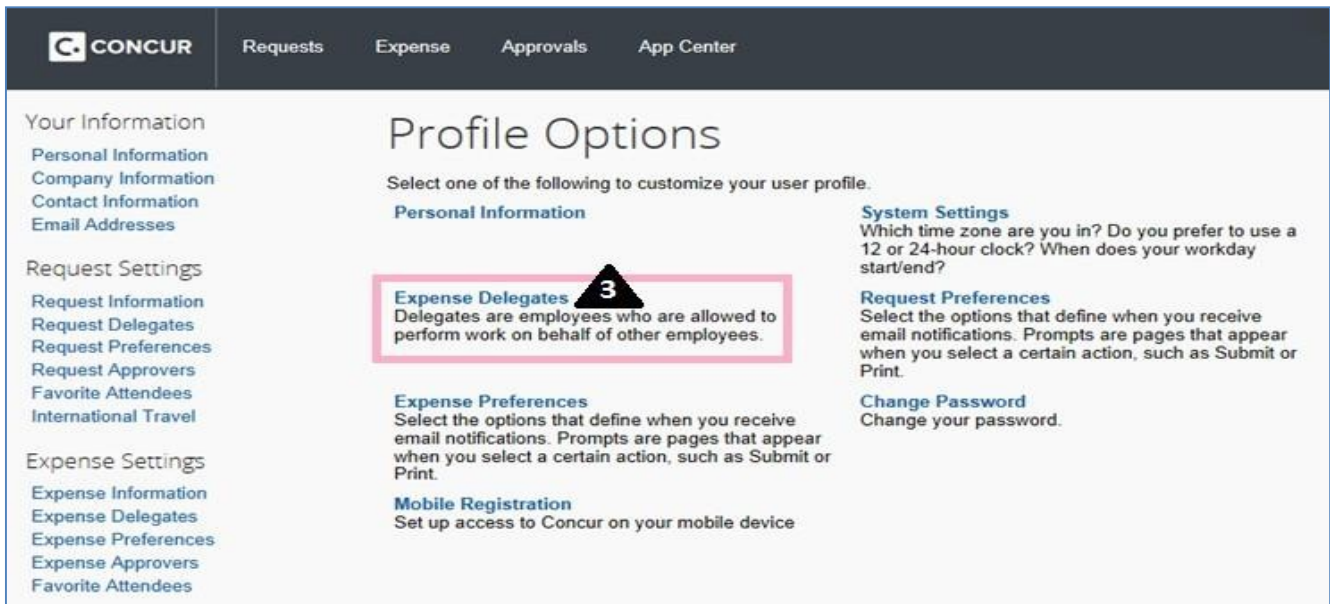 C. CONCUR Requests Expense Approvals App Center
Your Information
Personal Information
Company Information
Contact Information
Email Addresses
Request Settings
Request Information
Request Delegates
Request Preferences
Request Approvers
Favorite Attendees
International Travel
Expense Settings
Expense Information
Expense Delegates
Expense Preferences
Expense Approvers
Favorite Attendees
Profile Options
Select one of the following to customize your user profile.
Personal Information
Expense Delegates 3
Delegates are employees who are allowed to
perform work on behalf of other employees.
Expense Preferences
Select the options that define when you receive
email notifications. Prompts are pages that appear
when you select a certain action, such as Submit or
Print.
Mobile Registration
Set up access to Concur on your mobile device
System Settings
Which time zone are you in? Do you prefer to use a
12 or 24-hour clock? When does your workday
start/end?
Request Preferences
Select the options that define when you receive
email notifications. Prompts are pages that appear
when you select a certain action, such as Submit or
Print.
Change Password
Change your password.